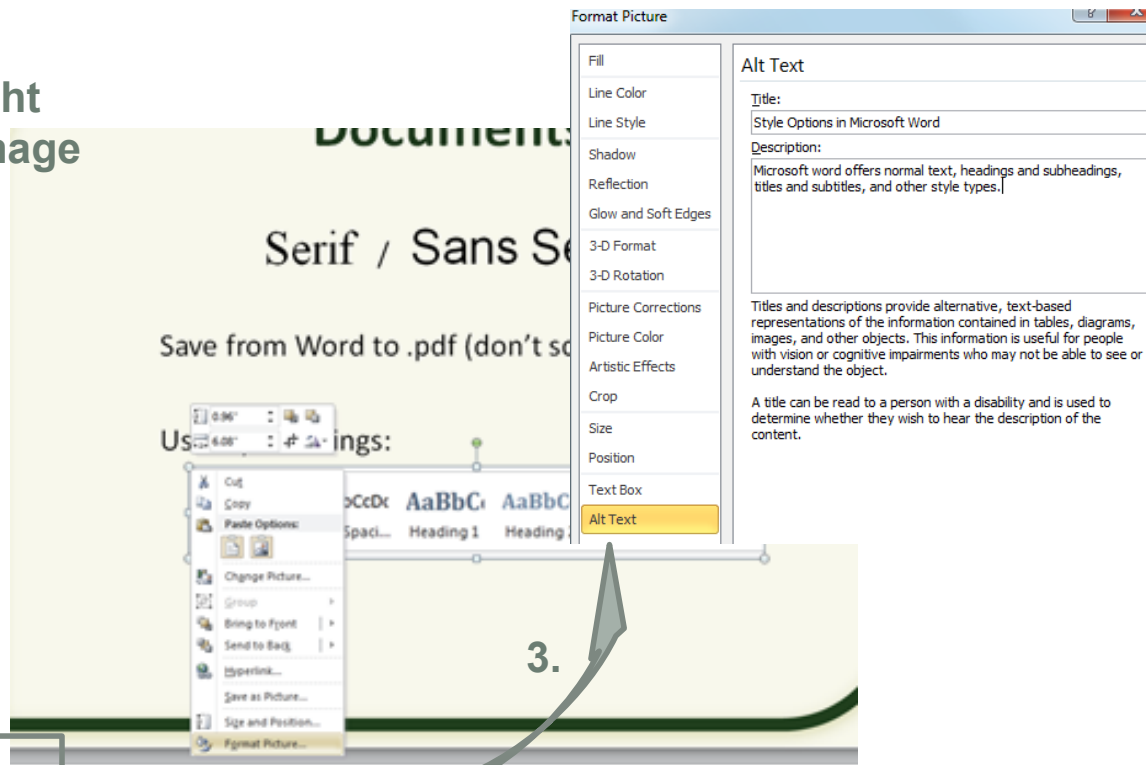 Format Picture
Fill
Line Color
Line Style
Shadow
Reflection
Glow and Soft Edges
3-D Format
3-D Rotation
Picture Corrections
Picture Color
Artistic Effects
Crop
Size
Position
Text Box
Alt Text
Alt Text
Title:
Style Options in Microsoft Word
Description:
Microsoft word offers normal text, headings and subheadings,
titles and subtitles, and other style types.
Titles and descriptions provide alternative, text-based
representations of the information contained in tables, diagrams,
images, and other objects. This information is useful for people
with vision or cognitive impairments who may not be able to see or
understand the object.
A title can be read to a person with a disability and is used to
determine whether they wish to hear the description of the
content.
ht
age
Documents
Serif / Sans Se
Save from Word to .pdf (don't sc
0.96"
6.08"
Us
ings:
Cut
Copy
Paste Options:
Change Picture...
Group
Bring to Front
Send to Back
Hyperlink...
Save as Picture...
Size and Position...
Format Picture...
CcDc AaBbC AaBbC
Spaci... Heading 1 Heading
3.